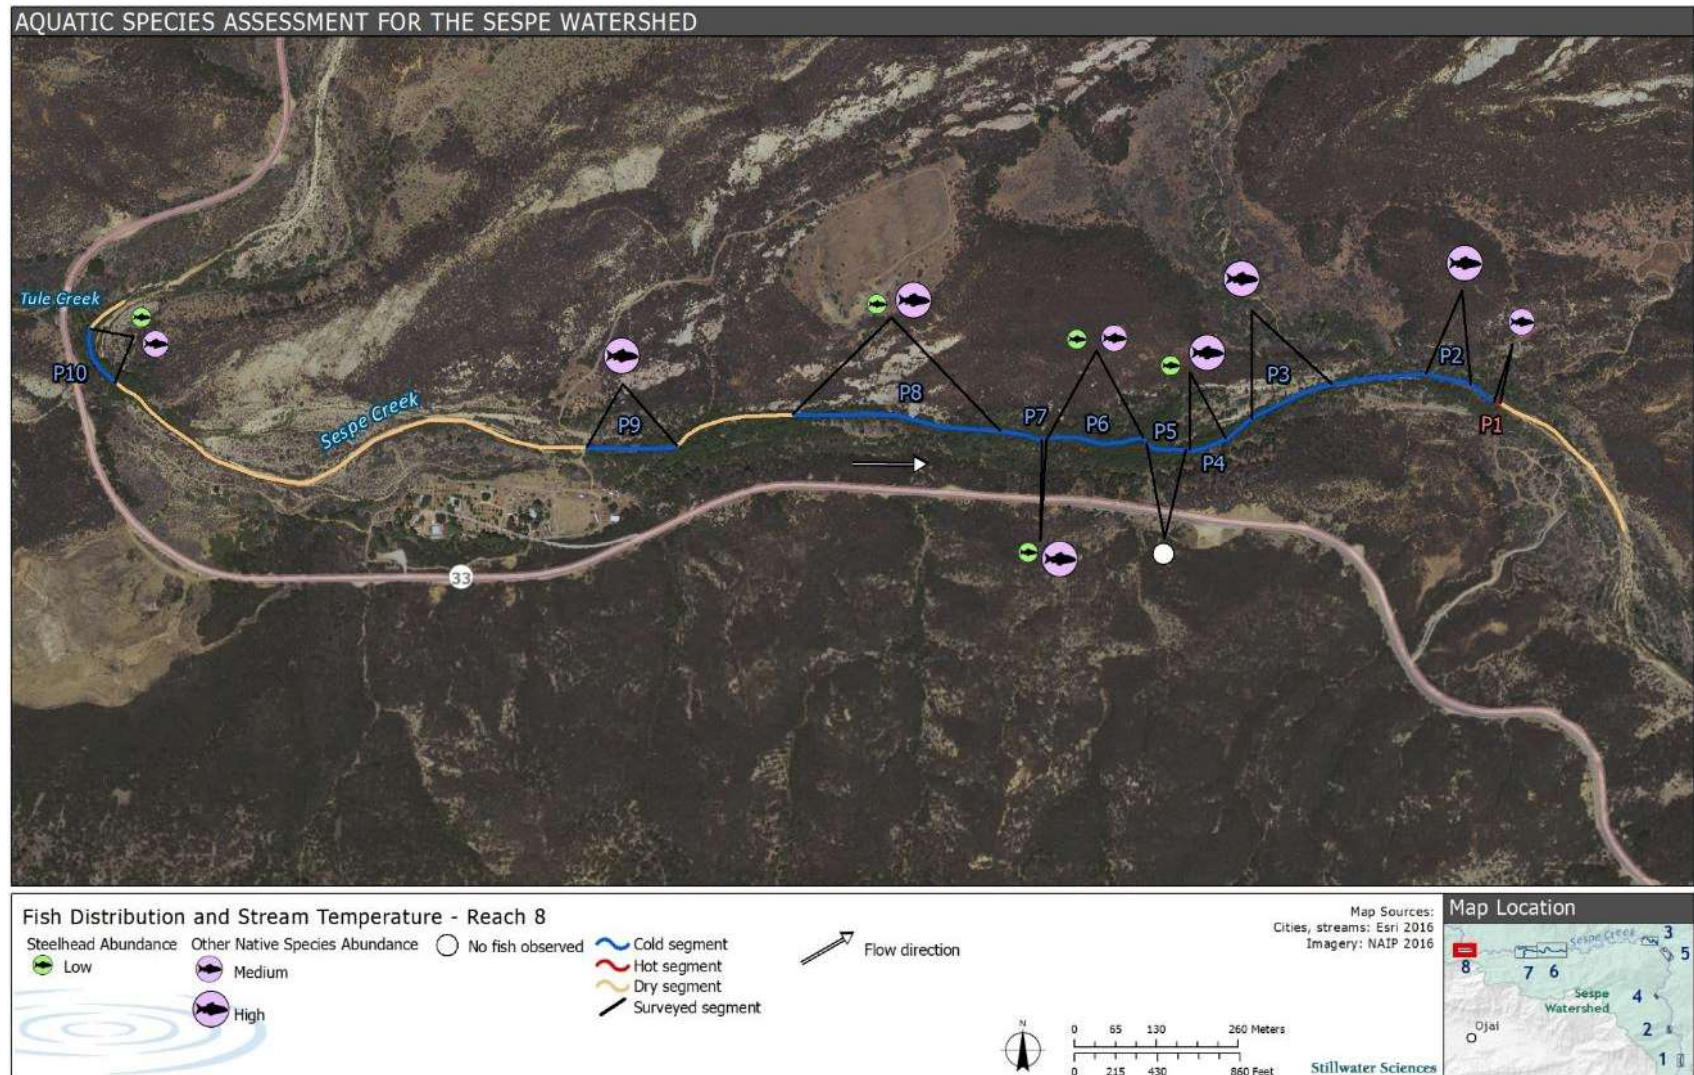 AQUATIC SPECIES ASSESSMENT FOR THE SESPE WATERSHED
Tule Creek
P10
Sespe Creek
P9
P8
P7
P6
P5
P4
P3
P2
P1
33
Fish Distribution and Stream Temperature - Reach 8
Steelhead Abundance
Low
Other Native Species Abundance
Medium
High
No fish observed
Cold segment
Hot segment
Dry segment
Surveyed segment
Flow direction
Map Sources:
Cities, streams: Esri 2016
Imagery: NAIP 2016
N
0 65 130 260 Meters
0 215 430 860 Feet
Stillwater Sciences
Map Location
Sespe Creek
3
5
8
7 6
4
Sespe
Watershed
Ojai
2
1